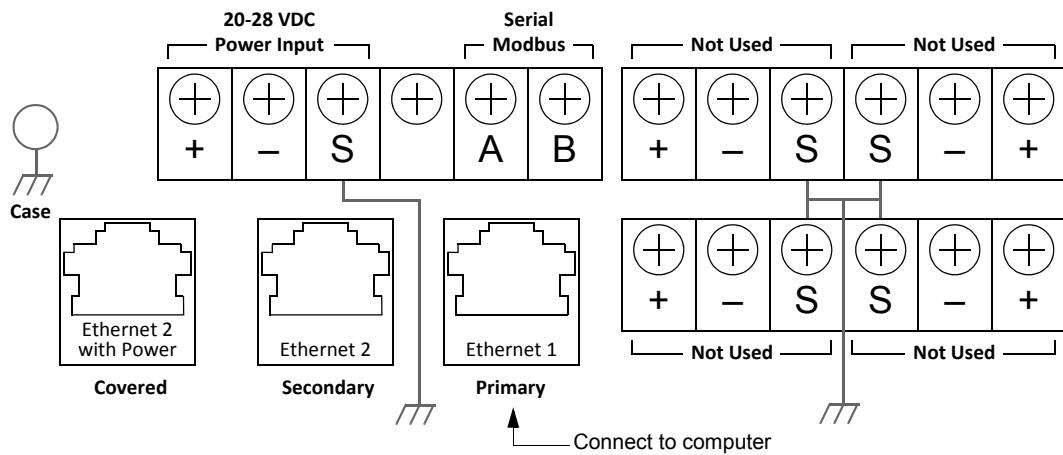 20-28 VDC
Power Input
Serial
Modbus
Not Used
Not Used
+ – S A B
+ – S S – +
Case
Ethernet 2
with Power
Covered
Ethernet 2
Secondary
Ethernet 1
Primary
+ – S S – +
Not Used
Not Used
Connect to computer